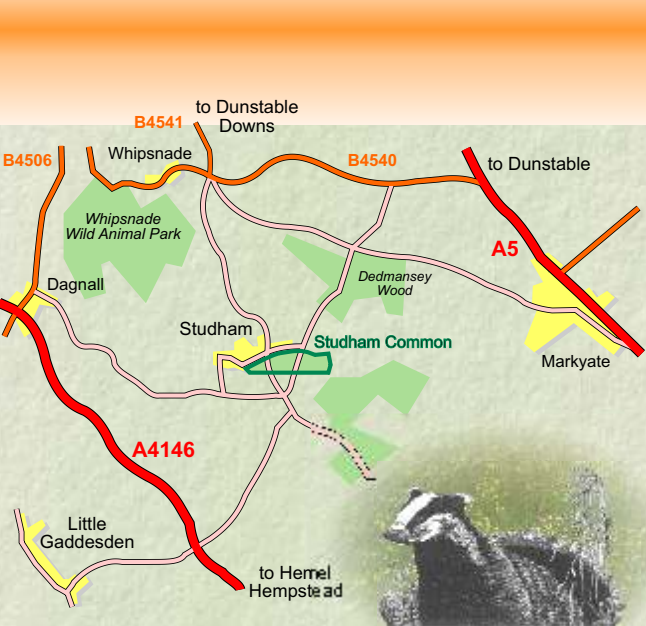 to Dunstable
Downs
B4541
B4506
Whipsnade
B4540
to Dunstable
Whipsnade
Wild Animal Park
A5
Dedmansey
Wood
Dagnall
Studham
Studham Common
Markyate
A4146
Little
Gaddesden
to Hemel
Hempstead